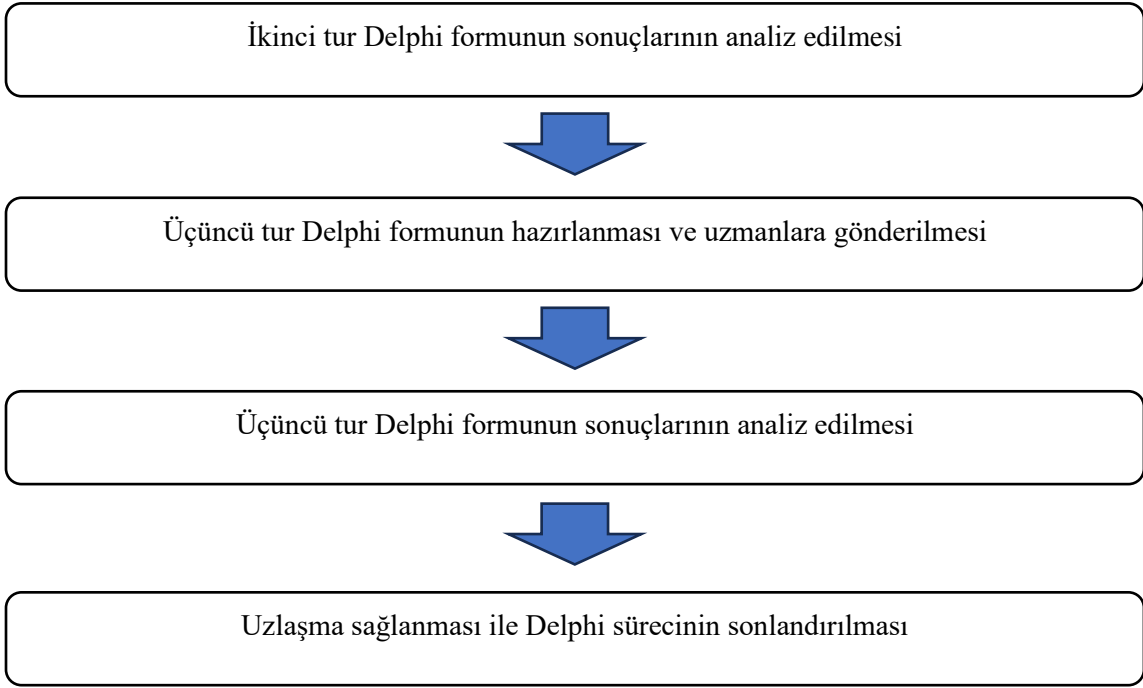 İkinci tur Delphi formunun sonuçlarının analiz edilmesi
Üçüncü tur Delphi formunun hazırlanması ve uzmanlara gönderilmesi
Üçüncü tur Delphi formunun sonuçlarının analiz edilmesi
Uzlaşma sağlanması ile Delphi sürecinin sonlandırılması